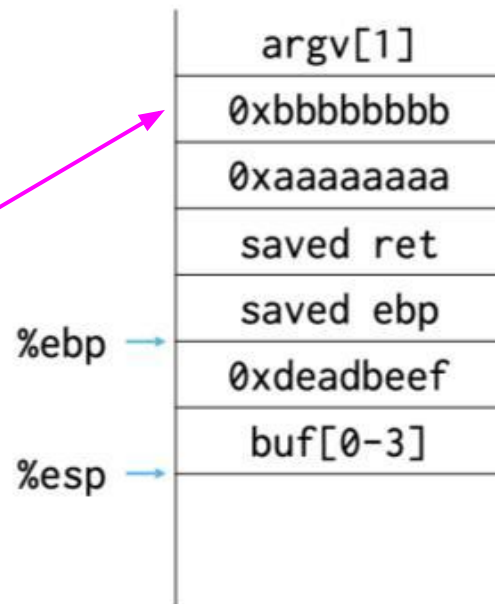 argv[1]
0xbbbbbbbb
0xaaaaaaaa
saved ret
saved ebp
%ebp
0xdeadbeef
buf[0-3]
%esp